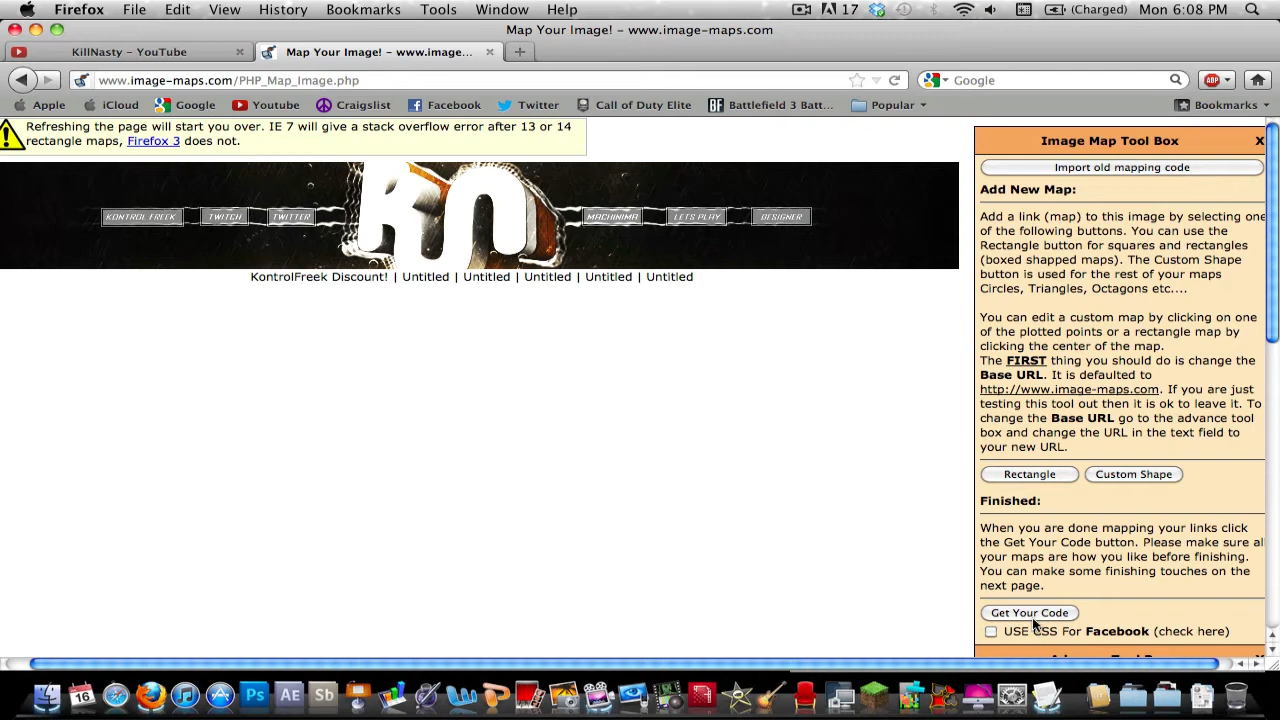 Firefox File Edit View History Bookmarks Tools Window Help 17 (Charged) Mon 6:08 PM
Map Your Image! - www.image-maps.com
KillNasty - YouTube Map Your Image! - www.image...
www.image-maps.com/PHP_Map_Image.php Google ABP
Apple iCloud Google Youtube Craigslist Facebook Twitter Call of Duty Elite BF Battlefield 3 Batt... Popular Bookmarks
Refreshing the page will start you over. IE 7 will give a stack overflow error after 13 or 14
rectangle maps, Firefox 3 does not.
KONTROL FREEK TWITCH TWITTER KN MACHINIMA LETS PLAY DESIGNER
KontrolFreek Discount! | Untitled | Untitled | Untitled | Untitled | Untitled
Image Map Tool Box X
Import old mapping code
Add New Map:
Add a link (map) to this image by selecting one
of the following buttons. You can use the
Rectangle button for squares and rectangles
(boxed shapped maps). The Custom Shape
button is used for the rest of your maps
Circles, Triangles, Octagons etc....
You can edit a custom map by clicking on one
of the plotted points or a rectangle map by
clicking the center of the map.
The FIRST thing you should do is change the
Base URL. It is defaulted to
http://www.image-maps.com. If you are just
testing this tool out then it is ok to leave it. To
change the Base URL go to the advance tool
box and change the URL in the text field to
your new URL.
Rectangle Custom Shape
Finished:
When you are done mapping your links click
the Get Your Code button. Please make sure all
your maps are how you like before finishing.
You can make some finishing touches on the
next page.
Get Your Code
USE CSS For Facebook (check here)
16 Ps Ae Sb